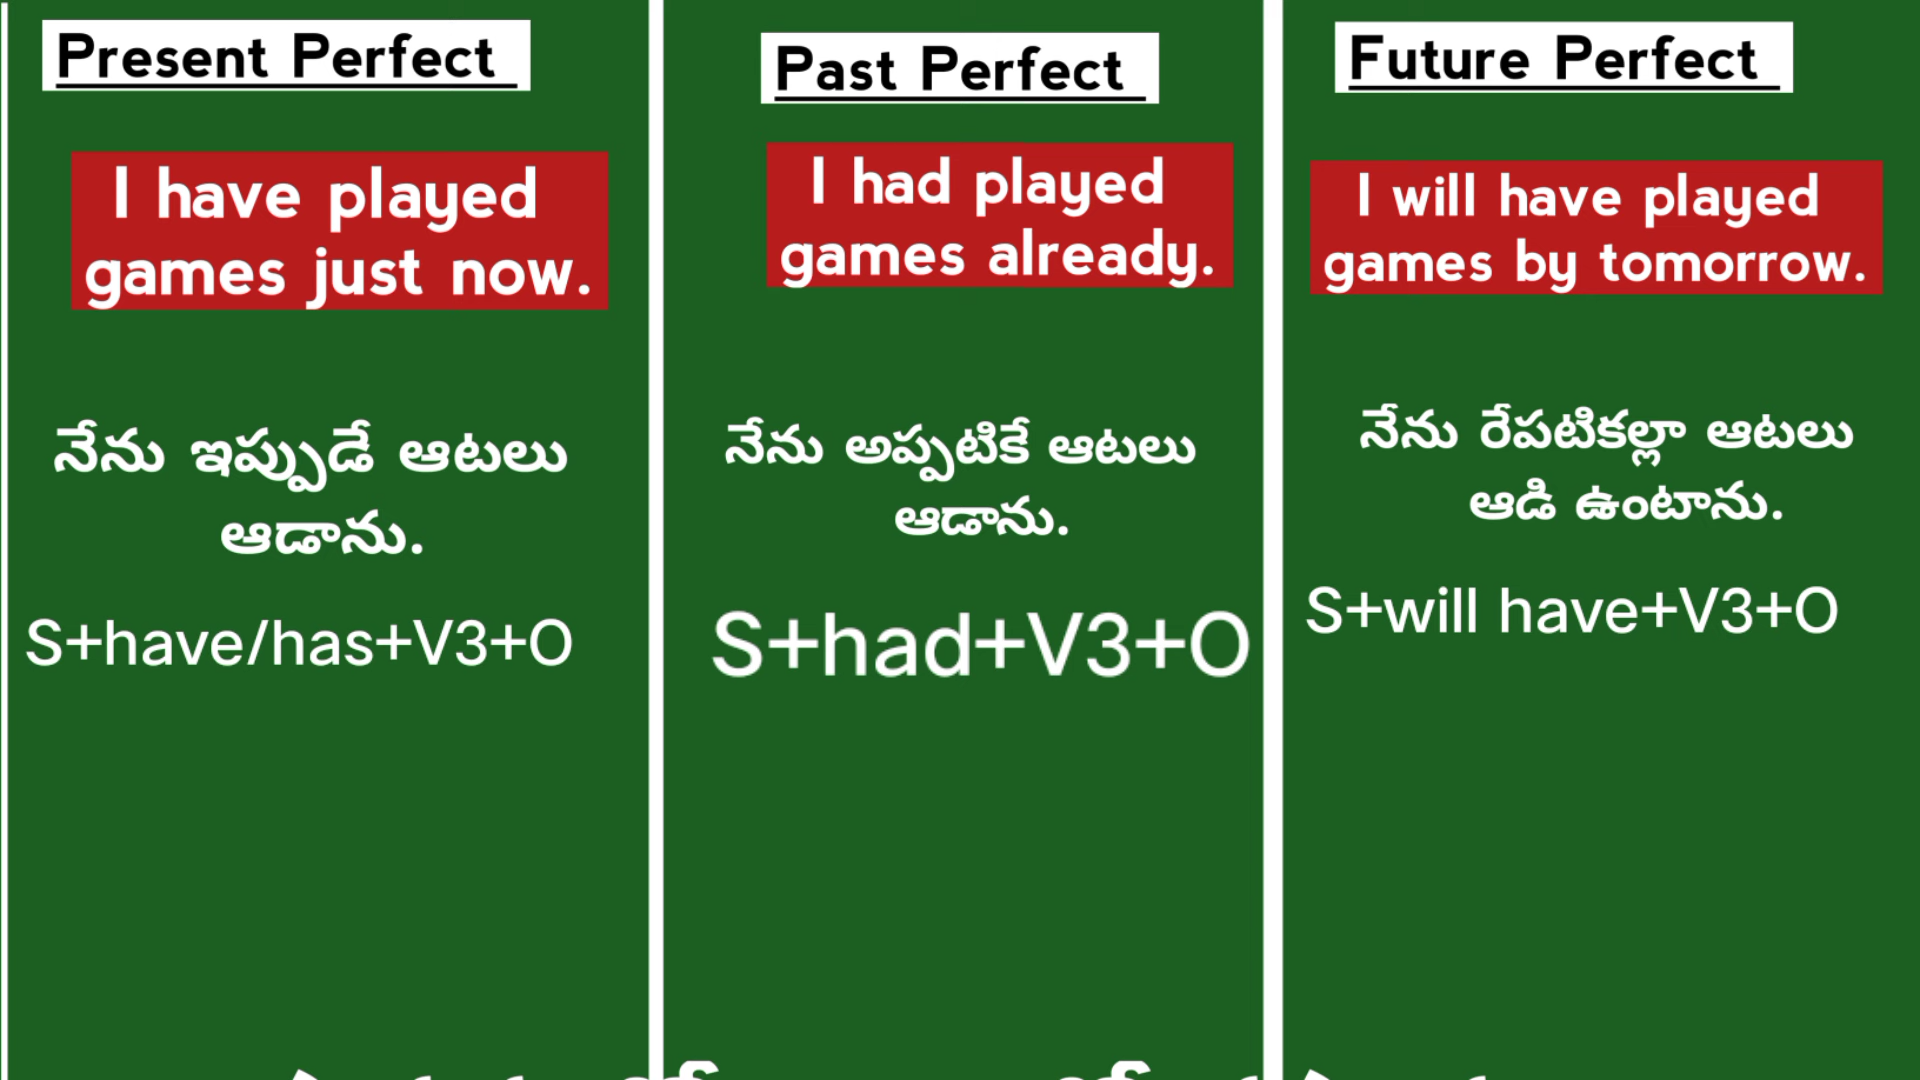 Present Perfect
I have played
games just now.
నేను ఇప్పుడే ఆటలు
ఆడాను.
S+have/has+V3+O
Past Perfect
I had played
games already.
నేను అప్పటికే ఆటలు
ఆడాను.
S+had+V3+O
Future Perfect
I will have played
games by tomorrow.
నేను రేపటికల్లా ఆటలు
ఆడి ఉంటాను.
S+will have+V3+O